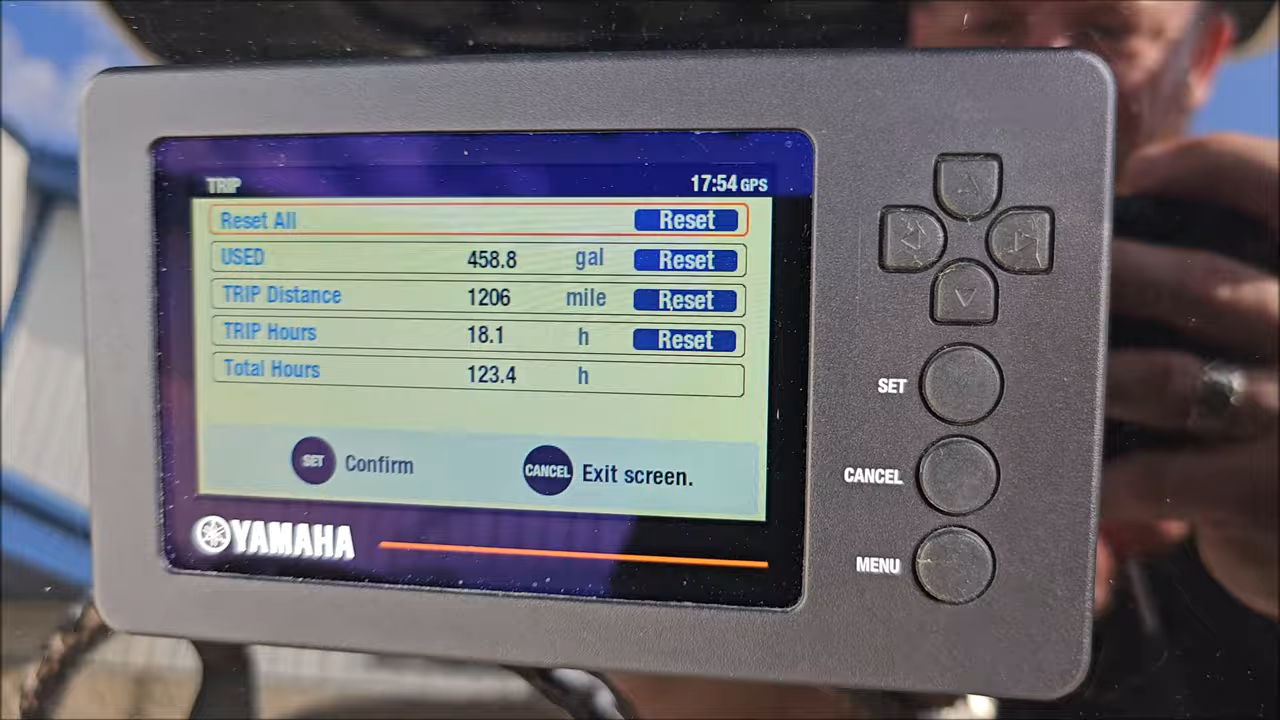 TRIP 17:54 GPS
Reset All Reset
USED 458.8 gal Reset
TRIP Distance 1206 mile Reset
TRIP Hours 18.1 h Reset
Total Hours 123.4 h
SET Confirm CANCEL Exit screen.
YAMAHA
SET
CANCEL
MENU